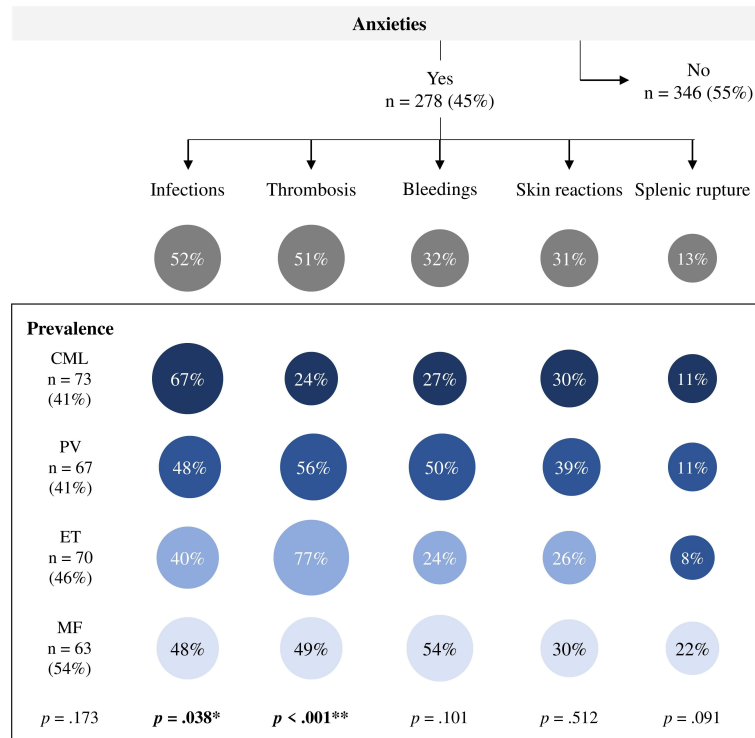 Anxieties
Yes
n = 278 (45%)
No
n = 346 (55%)
Infections Thrombosis Bleedings Skin reactions Splenic rupture
52% 51% 32% 31% 13%
Prevalence
CML
n = 73
(41%)
67% 24% 27% 30% 11%
PV
n = 67
(41%)
48% 56% 50% 39% 11%
ET
n = 70
(46%)
40% 77% 24% 26% 8%
MF
n = 63
(54%)
48% 49% 54% 30% 22%
p = .173 p = .038* p < .001** p = .101 p = .512 p = .091